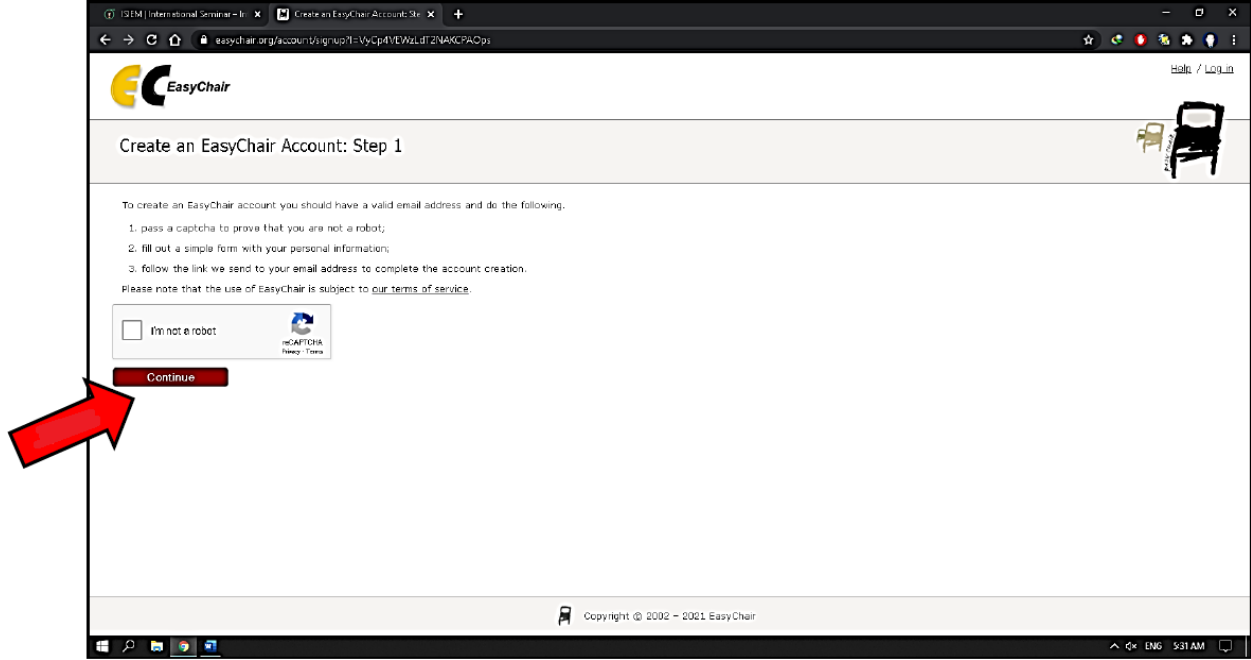 ISIEM | International Seminar – In
Create an EasyChair Account: Ste
easychair.org/account/signup?l=VyCp4VEWzLdT2NAKCPAOps
Help / Log in
EC EasyChair
Create an EasyChair Account: Step 1
To create an EasyChair account you should have a valid email address and do the following.
1. pass a captcha to prove that you are not a robot;
2. fill out a simple form with your personal information;
3. follow the link we send to your email address to complete the account creation.
Please note that the use of EasyChair is subject to our terms of service.
I'm not a robot
reCAPTCHA
Privacy - Terms
Continue
Copyright © 2002 – 2021 EasyChair
ENG 5:31 AM